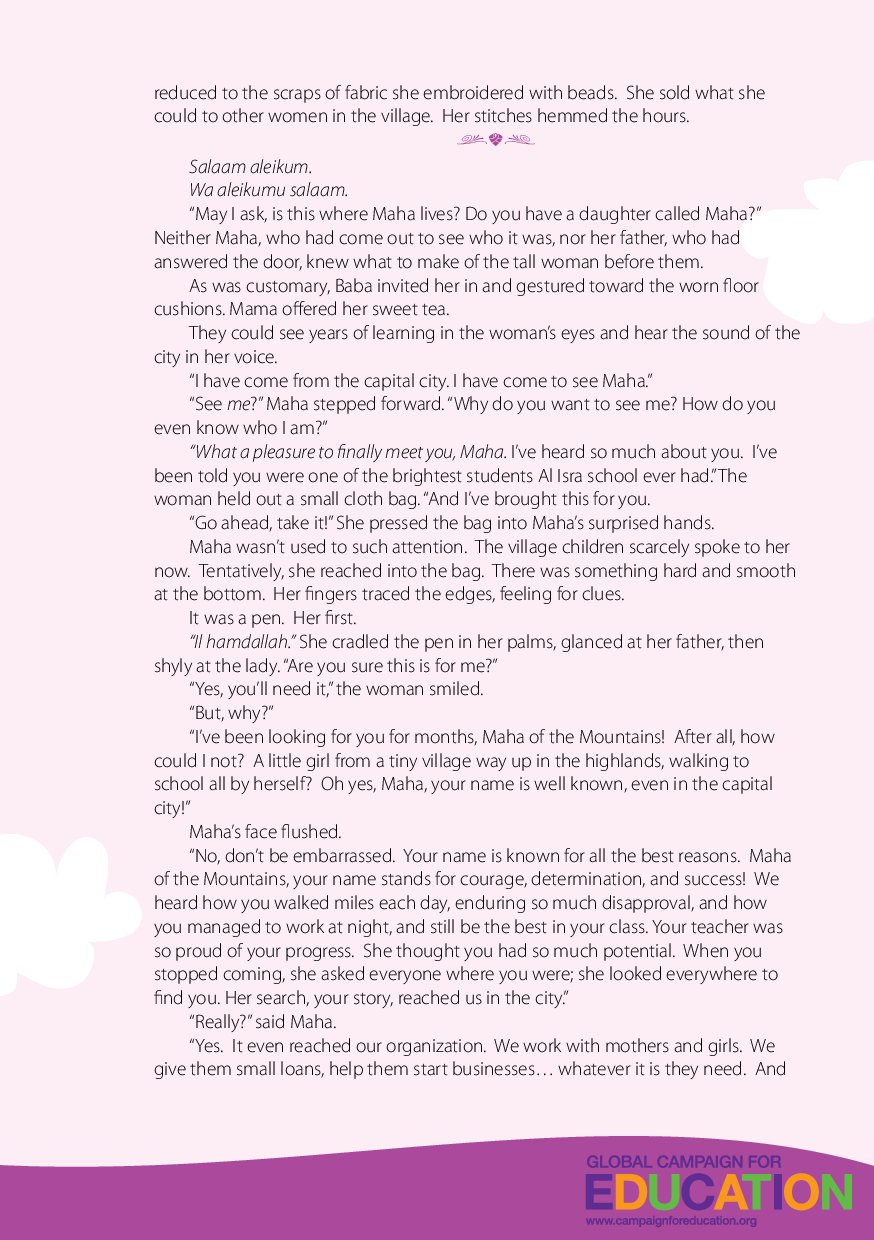 reduced to the scraps of fabric she embroidered with beads.  She sold what she
could to other women in the village.  Her stitches hemmed the hours.
Salaam aleikum.
Wa aleikumu salaam.
“May I ask, is this where Maha lives? Do you have a daughter called Maha?”
Neither Maha, who had come out to see who it was, nor her father, who had
answered the door, knew what to make of the tall woman before them.
As was customary, Baba invited her in and gestured toward the worn floor
cushions. Mama offered her sweet tea.
They could see years of learning in the woman’s eyes and hear the sound of the
city in her voice.
“I have come from the capital city. I have come to see Maha.”
“See me?” Maha stepped forward. “Why do you want to see me? How do you
even know who I am?”
“What a pleasure to finally meet you, Maha. I’ve heard so much about you.  I’ve
been told you were one of the brightest students Al Isra school ever had.” The
woman held out a small cloth bag. “And I’ve brought this for you.
“Go ahead, take it!” She pressed the bag into Maha’s surprised hands.
Maha wasn’t used to such attention.  The village children scarcely spoke to her
now.  Tentatively, she reached into the bag.  There was something hard and smooth
at the bottom.  Her fingers traced the edges, feeling for clues.
It was a pen.  Her first.
“Il hamdallah.” She cradled the pen in her palms, glanced at her father, then
shyly at the lady. “Are you sure this is for me?”
“Yes, you’ll need it,” the woman smiled.
“But, why?”
“I’ve been looking for you for months, Maha of the Mountains!  After all, how
could I not?  A little girl from a tiny village way up in the highlands, walking to
school all by herself?  Oh yes, Maha, your name is well known, even in the capital
city!”
Maha’s face flushed.
“No, don’t be embarrassed.  Your name is known for all the best reasons.  Maha
of the Mountains, your name stands for courage, determination, and success!  We
heard how you walked miles each day, enduring so much disapproval, and how
you managed to work at night, and still be the best in your class. Your teacher was
so proud of your progress.  She thought you had so much potential.  When you
stopped coming, she asked everyone where you were; she looked everywhere to
find you. Her search, your story, reached us in the city.”
“Really?” said Maha.
“Yes.  It even reached our organization.  We work with mothers and girls.  We
give them small loans, help them start businesses… whatever it is they need.  And
GLOBAL CAMPAIGN FOR
EDUCATION
www.campaignforeducation.org